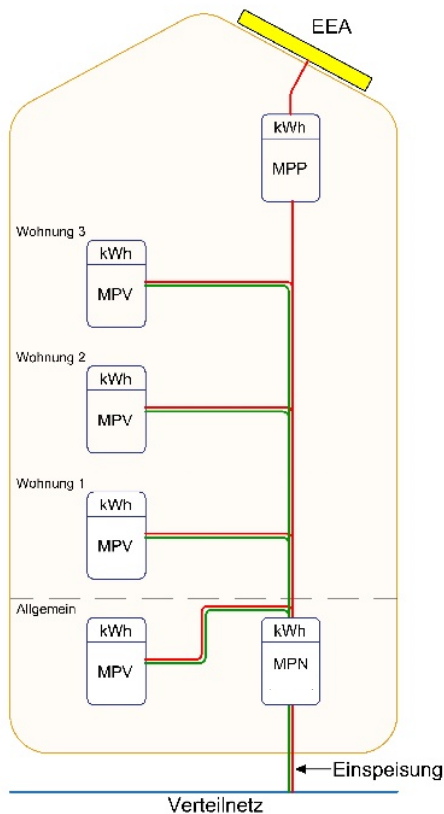 EEA
kWh
MPP
Wohnung 3
kWh
MPV
Wohnung 2
kWh
MPV
Wohnung 1
kWh
MPV
Allgemein
kWh
MPV
kWh
MPN
Einspeisung
Verteilnetz